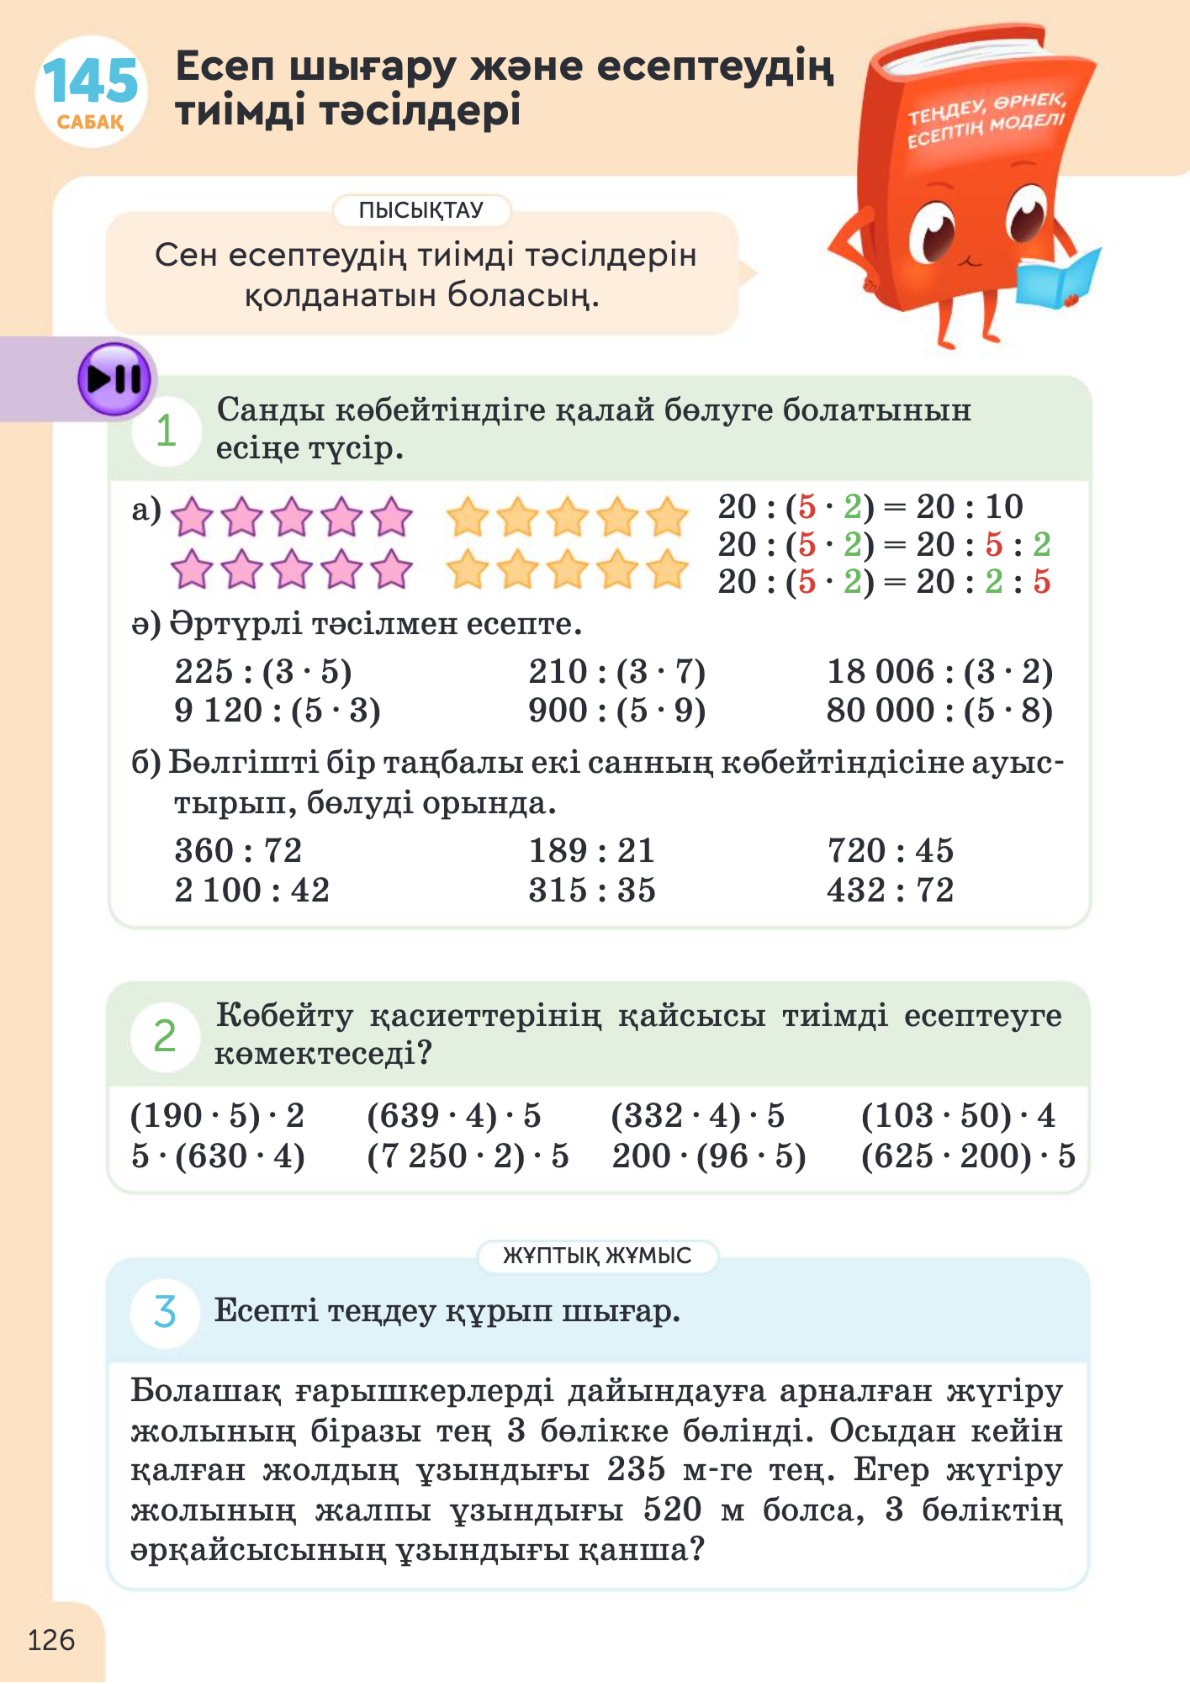 145
САБАҚ
Есеп шығару және есептеудің
тиімді тәсілдері
ТЕҢДЕУ, ӨРНЕК,
ЕСЕПТІҢ МОДЕЛІ
ПЫСЫҚТАУ
Сен есептеудің тиімді тәсілдерін
қолданатын боласың.
1
Санды көбейтіндіге қалай бөлуге болатынын
есіңе түсір.
а)
20 : (5 · 2) = 20 : 10
20 : (5 · 2) = 20 : 5 : 2
20 : (5 · 2) = 20 : 2 : 5
ә) Әртүрлі тәсілмен есепте.
225 : (3 · 5) 210 : (3 · 7) 18 006 : (3 · 2)
9 120 : (5 · 3) 900 : (5 · 9) 80 000 : (5 · 8)
б) Бөлгішті бір таңбалы екі санның көбейтіндісіне ауыс-
тырып, бөлуді орында.
360 : 72 189 : 21 720 : 45
2 100 : 42 315 : 35 432 : 72
2
Көбейту қасиеттерінің қайсысы тиімді есептеуге
көмектеседі?
(190 · 5) · 2 (639 · 4) · 5 (332 · 4) · 5 (103 · 50) · 4
5 · (630 · 4) (7 250 · 2) · 5 200 · (96 · 5) (625 · 200) · 5
ЖҰПТЫҚ ЖҰМЫС
3
Есепті теңдеу құрып шығар.
Болашақ ғарышкерлерді дайындауға арналған жүгіру
жолының біразы тең 3 бөлікке бөлінді. Осыдан кейін
қалған жолдың ұзындығы 235 м-ге тең. Егер жүгіру
жолының жалпы ұзындығы 520 м болса, 3 бөліктің
әрқайсысының ұзындығы қанша?
126